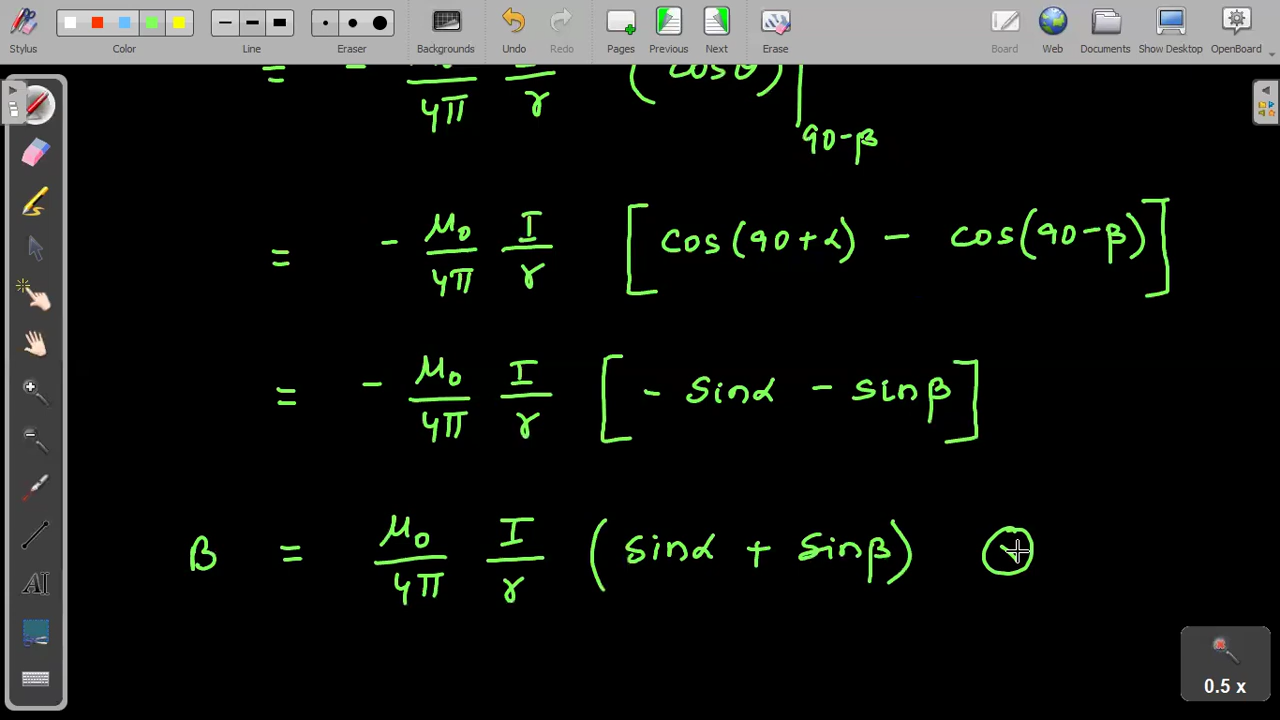 Stylus Color Line Eraser Backgrounds Undo Redo Pages Previous Next Erase Board Web Documents Show Desktop OpenBoard
= - μ₀/4π I/r (cosθ)|
90-β
= - μ₀/4π I/r [cos(90+α) - cos(90-β)]
= - μ₀/4π I/r [- sinα - sinβ]
B = μ₀/4π I/r (sinα + sinβ)
0.5 x